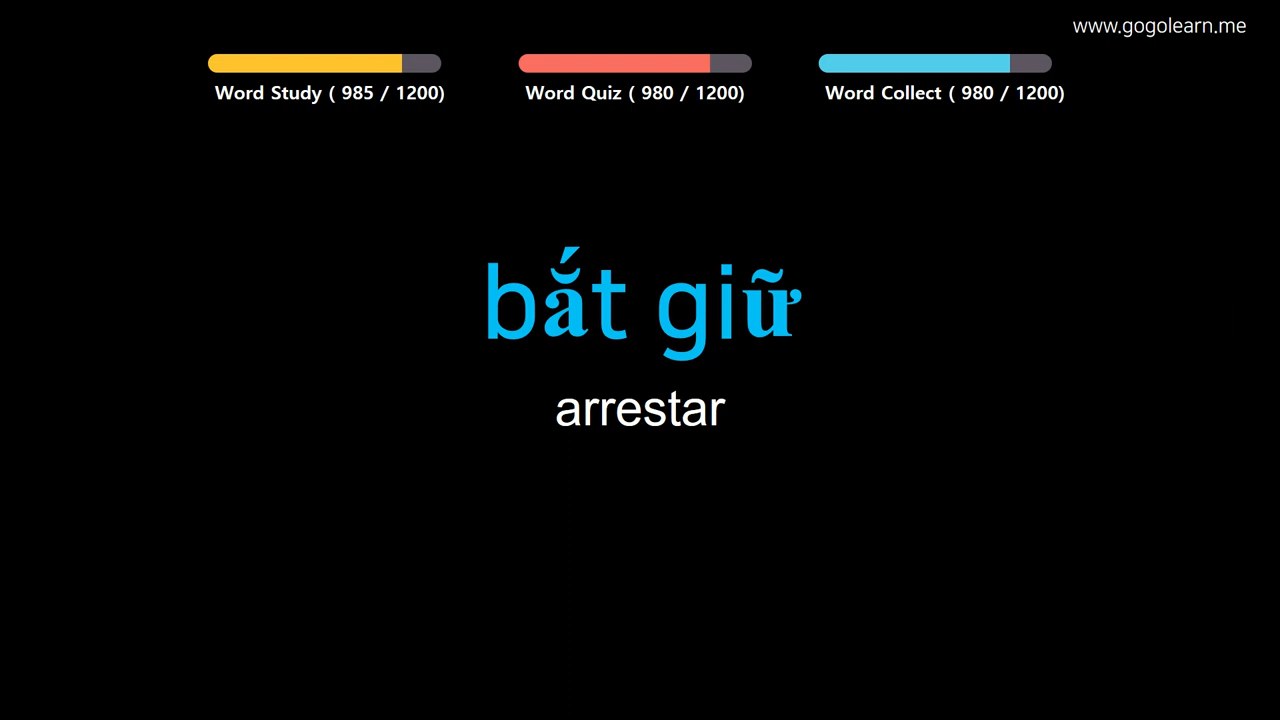 www.gogolearn.me
Word Study ( 985 / 1200)
Word Quiz ( 980 / 1200)
Word Collect ( 980 / 1200)
bắt giữ
arrestar